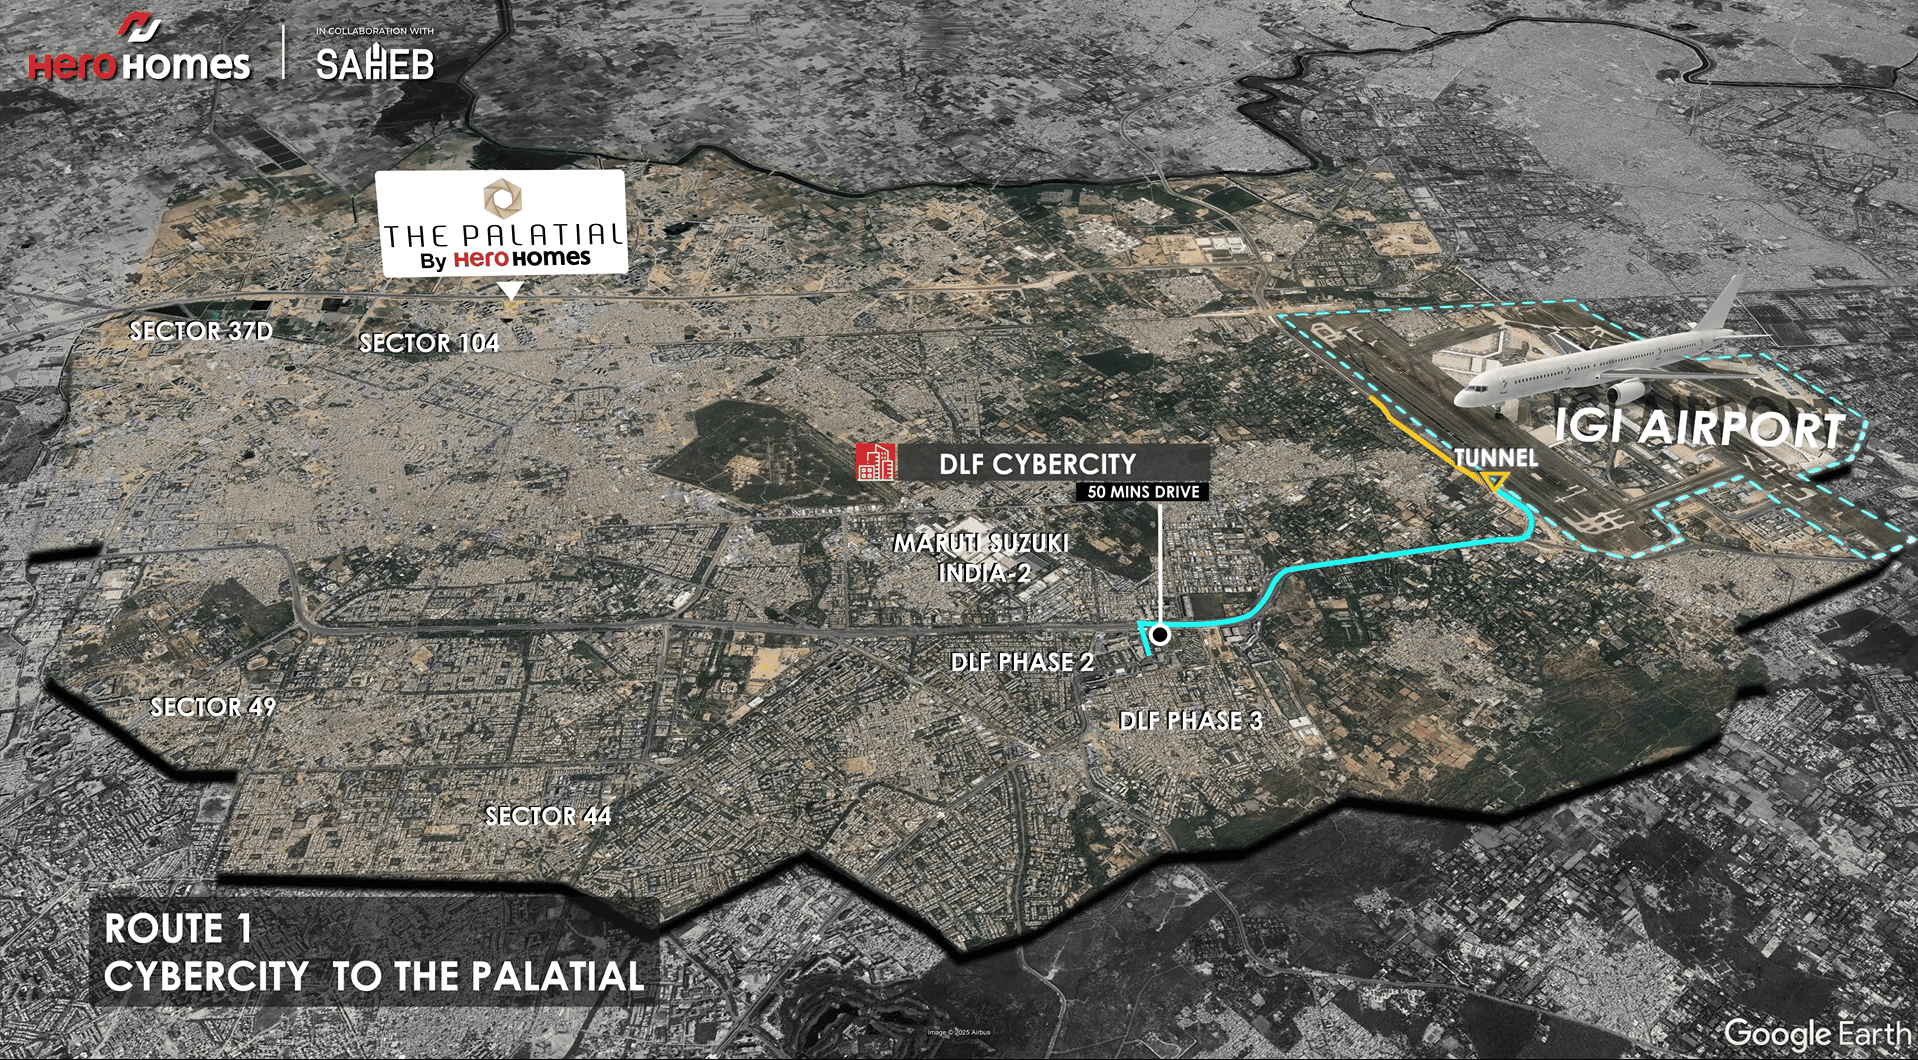 Hero Homes
IN COLLABORATION WITH
SAHEB
THE PALATIAL
By Hero Homes
SECTOR 37D
SECTOR 104
IGI AIRPORT
TUNNEL
DLF CYBERCITY
50 MINS DRIVE
MARUTI SUZUKI
INDIA-2
DLF PHASE 2
DLF PHASE 3
SECTOR 49
SECTOR 44
ROUTE 1
CYBERCITY TO THE PALATIAL
Image © 2025 Airbus
Google Earth